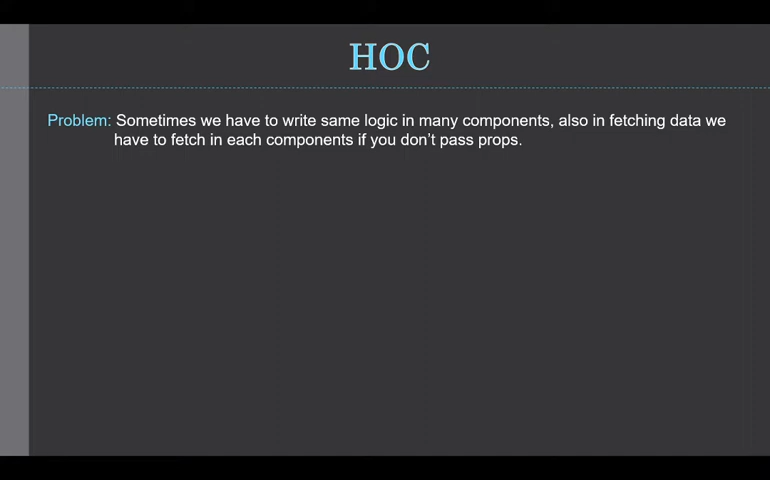 HOC
Problem: Sometimes we have to write same logic in many components, also in fetching data we
have to fetch in each components if you don't pass props.